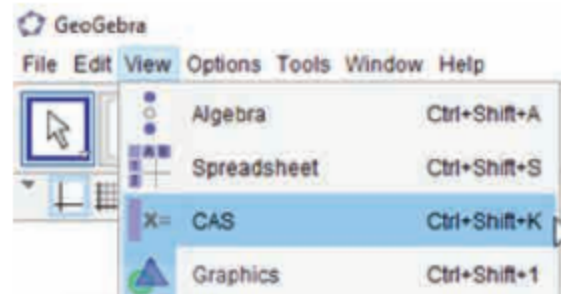 GeoGebra
File Edit View Options Tools Window Help
Algebra Ctrl+Shift+A
Spreadsheet Ctrl+Shift+S
X= CAS Ctrl+Shift+K
Graphics Ctrl+Shift+1